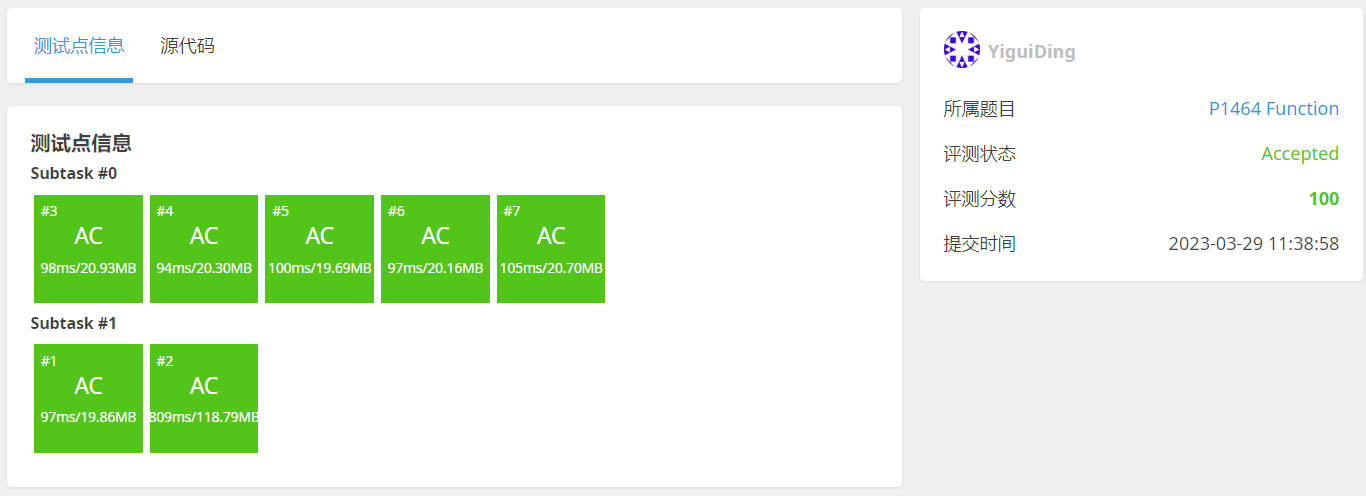 测试点信息 源代码
测试点信息
Subtask #0
#3 #4 #5 #6 #7
AC AC AC AC AC
98ms/20.93MB 94ms/20.30MB 100ms/19.69MB 97ms/20.16MB 105ms/20.70MB
Subtask #1
#1 #2
AC AC
97ms/19.86MB 809ms/118.79MB
YiguiDing
所属题目 P1464 Function
评测状态 Accepted
评测分数 100
提交时间 2023-03-29 11:38:58